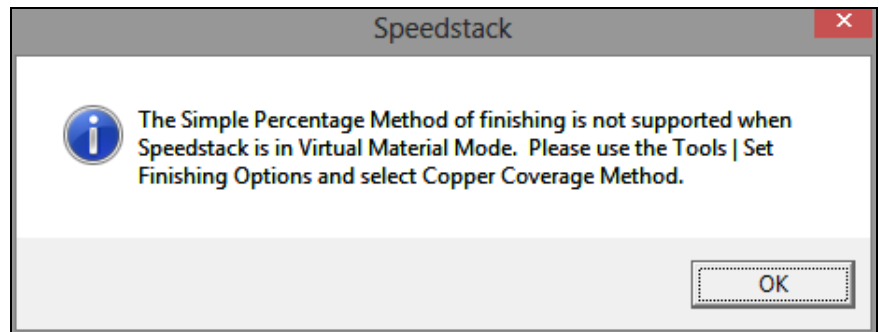 Speedstack
The Simple Percentage Method of finishing is not supported when
Speedstack is in Virtual Material Mode.  Please use the Tools | Set
Finishing Options and select Copper Coverage Method.
OK